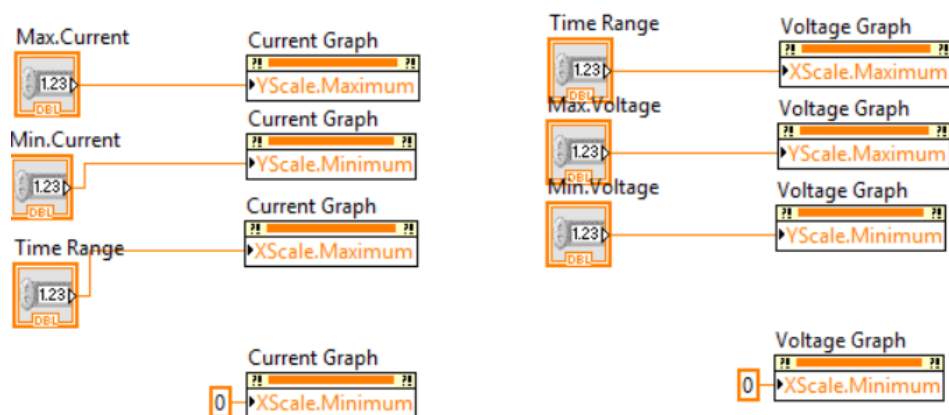 Max.Current
1.23
DBL
Current Graph
?! ?!
YScale.Maximum
Min.Current
1.23
DBL
Current Graph
?! ?!
YScale.Minimum
Time Range
1.23
DBL
Current Graph
?! ?!
XScale.Maximum
0
Current Graph
?! ?!
XScale.Minimum
Time Range
1.23
DBL
Voltage Graph
?! ?!
XScale.Maximum
Max.Voltage
1.23
DBL
Voltage Graph
?! ?!
YScale.Maximum
Min.Voltage
1.23
DBL
Voltage Graph
?! ?!
YScale.Minimum
0
Voltage Graph
?! ?!
XScale.Minimum